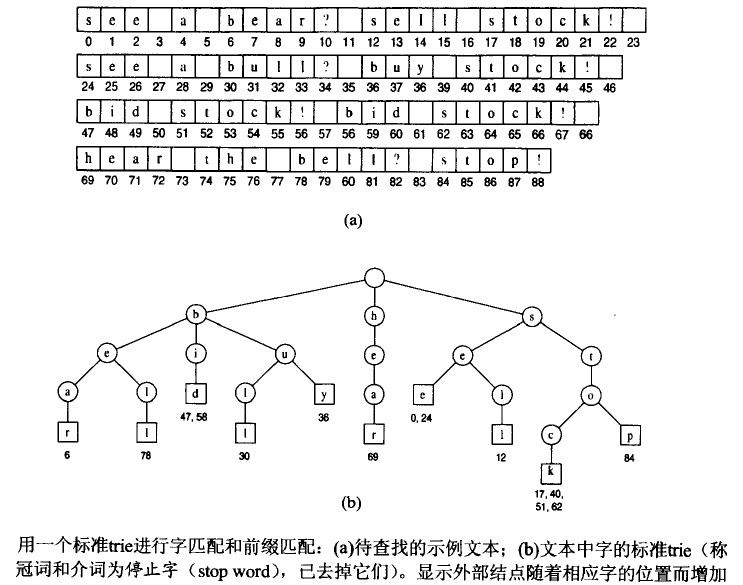 s e e a b e a r ? s e l l s t o c k !
0 1 2 3 4 5 6 7 8 9 10 11 12 13 14 15 16 17 18 19 20 21 22 23
s e e a b u l l ? b u y s t o c k !
24 25 26 27 28 29 30 31 32 33 34 35 36 37 36 39 40 41 42 43 44 45 46
b i d s t o c k ! b i d s t o c k !
47 48 49 50 51 52 53 54 55 56 57 56 59 60 61 62 63 64 65 66 67 66
h e a r t h e b e l l ? s t o p !
69 70 71 72 73 74 75 76 77 78 79 60 81 82 83 84 85 86 87 88
(a)
b h s
e i u e e t
a l d l y a e l o
47, 58 36 0, 24
r l l r l c p
6 78 30 69 12 84
k
17, 40,
51, 62
(b)
用一个标准trie进行字匹配和前缀匹配：(a)待查找的示例文本；(b)文本中字的标准trie（称
冠词和介词为停止字（stop word），已去掉它们）。显示外部结点随着相应字的位置而增加